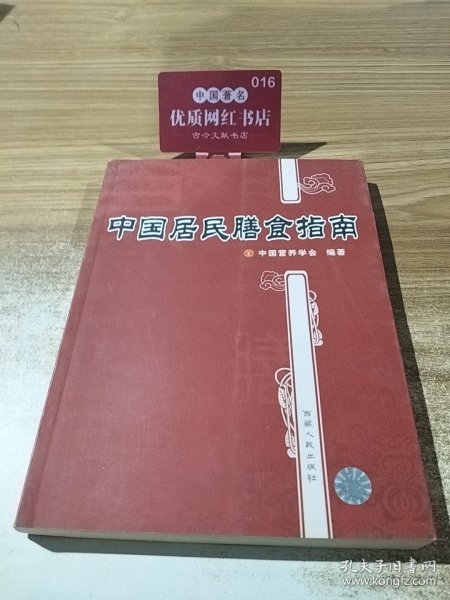 016
中国著名
优质网红书店
古今文献书店
中国居民膳食指南
中国营养学会 编著
西藏人民出版社
孔夫子旧书网
www.kongfz.com